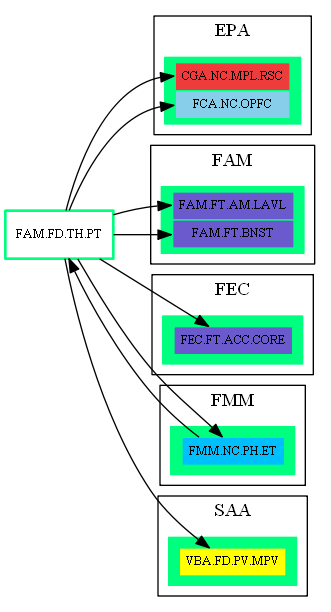 EPA
CGA.NC.MPL.RSC
FCA.NC.OPFC
FAM
FAM.FT.AM.LAVL
FAM.FD.TH.PT
FAM.FT.BNST
FEC
FEC.FT.ACC.CORE
FMM
FMM.NC.PH.ET
SAA
VBA.FD.PV.MPV